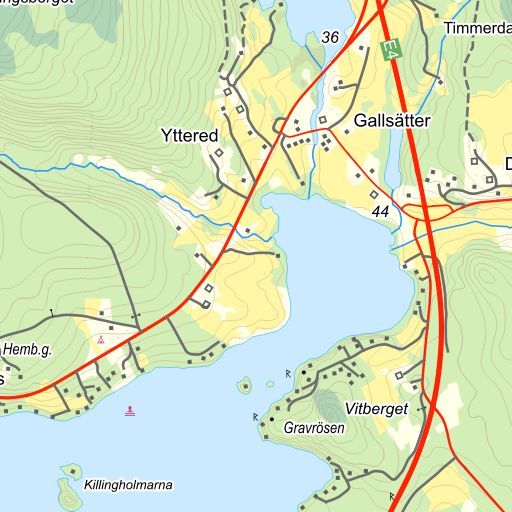 36
Timmerda
E4
Gallsätter
Yttered
D
44
Hemb.g.
s
Vitberget
Gravrösen
Killingholmarna
R
R
R
R